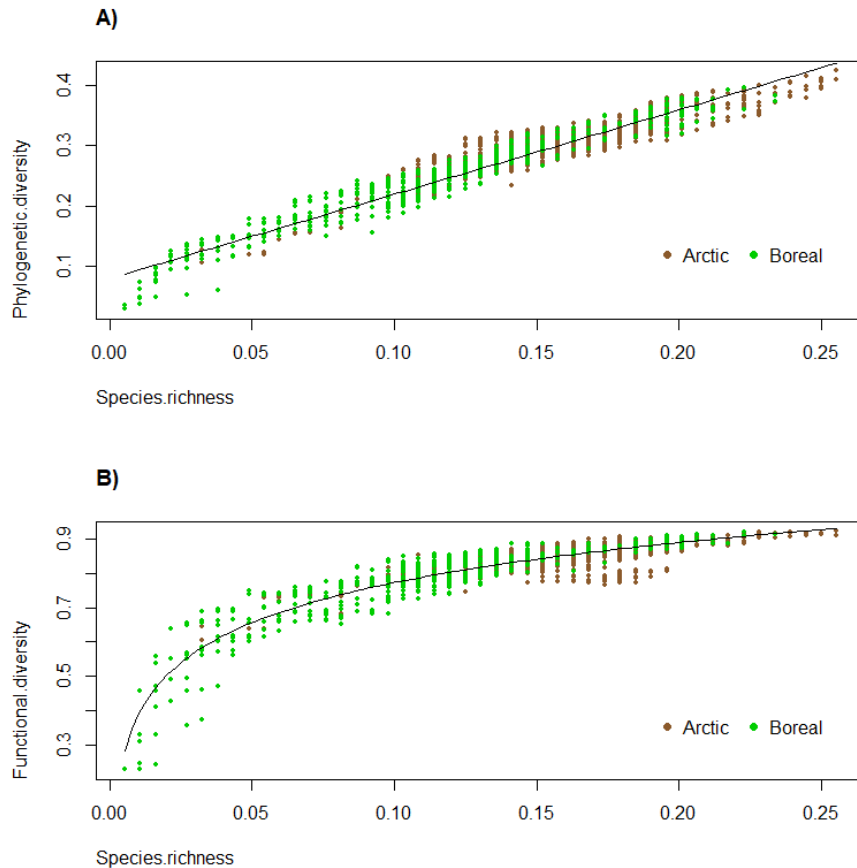 A)
Phylogenetic.diversity
0.4
0.3
0.2
0.1
Arctic Boreal
0.00 0.05 0.10 0.15 0.20 0.25
Species.richness
B)
Functional.diversity
0.9
0.7
0.5
0.3
Arctic Boreal
0.00 0.05 0.10 0.15 0.20 0.25
Species.richness